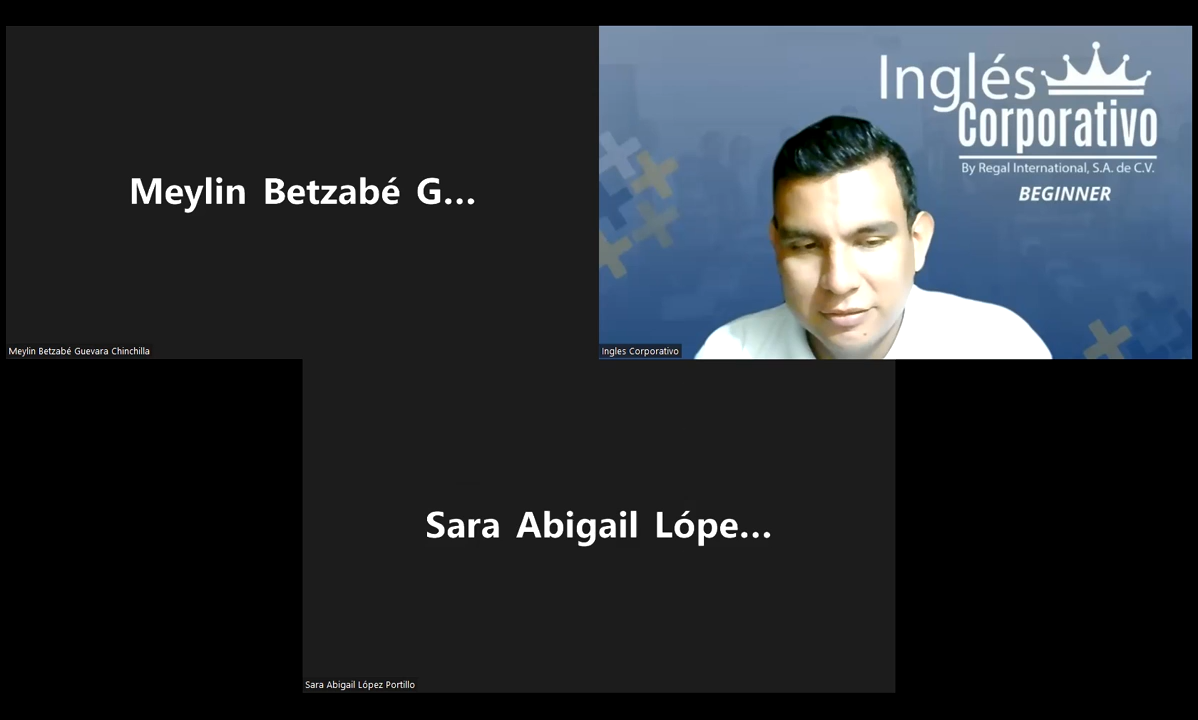 Meylin Betzabé G...
Meylin Betzabé Guevara Chinchilla
Inglés
Corporativo
By Regal International, S.A. de C.V.
BEGINNER
Ingles Corporativo
Sara Abigail Lópe...
Sara Abigail López Portillo